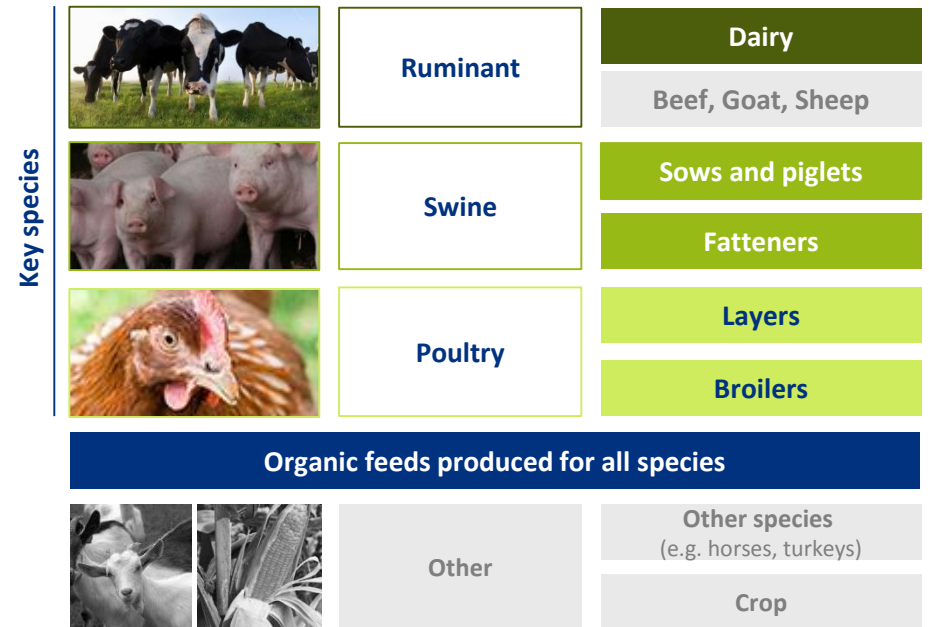 Key species
Ruminant
Dairy
Beef, Goat, Sheep
Swine
Sows and piglets
Fatteners
Poultry
Layers
Broilers
Organic feeds produced for all species
Other
Other species
(e.g. horses, turkeys)
Crop